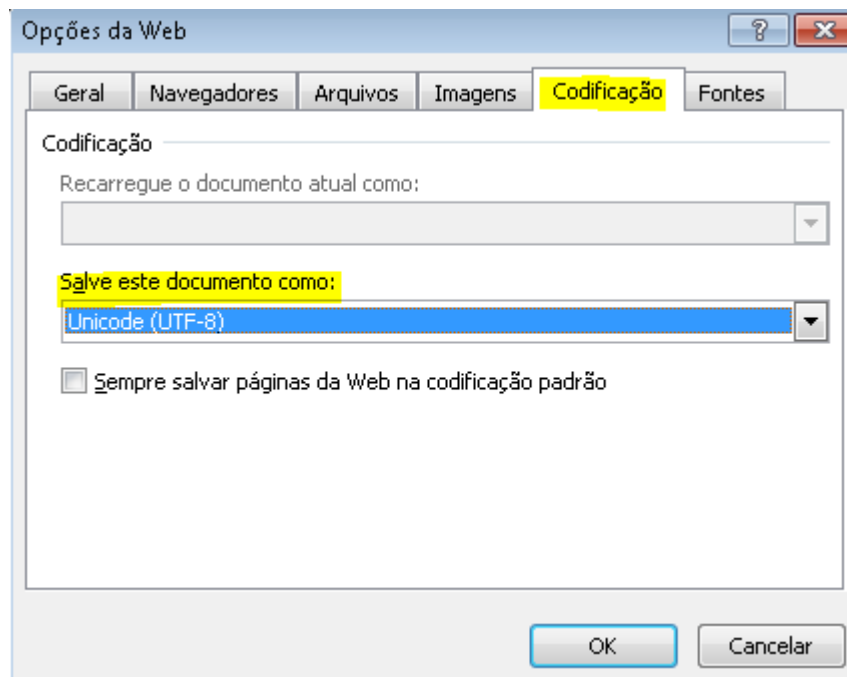 Opções da Web
Geral Navegadores Arquivos Imagens Codificação Fontes
Codificação
Recarregue o documento atual como:
Salve este documento como:
Unicode (UTF-8)
Sempre salvar páginas da Web na codificação padrão
OK Cancelar